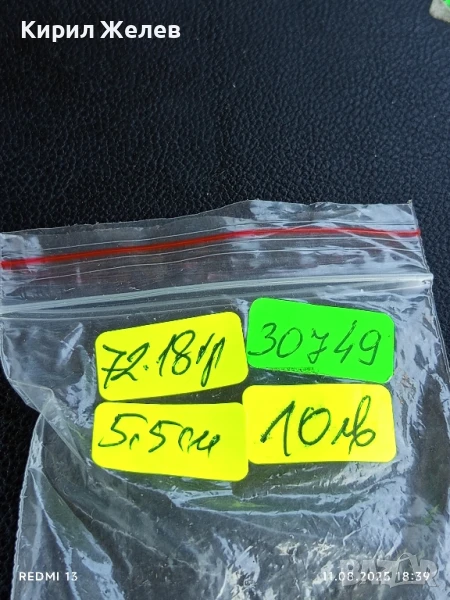 Кирил Желев
72.18гр
30749
5,5см
10лв
REDMI 13
11.08.2025 18:39